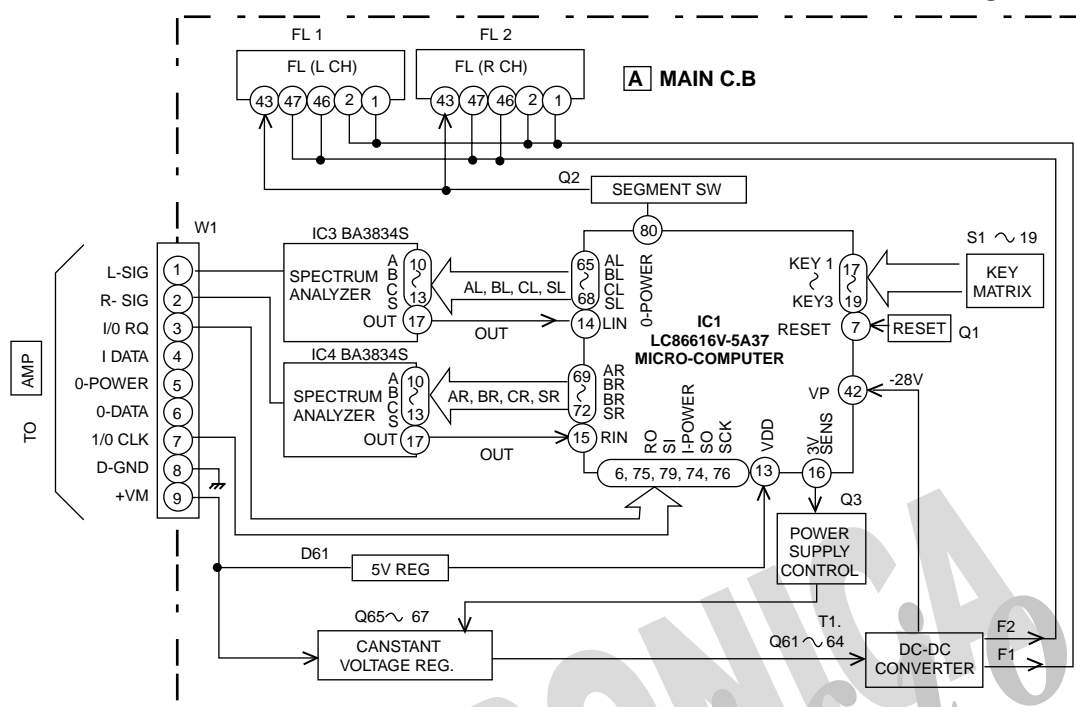 FL 1
FL 2
FL (L CH)
FL (R CH)
A MAIN C.B
43 47 46 2 1
43 47 46 2 1
Q2
SEGMENT SW
80
W1
IC3 BA3834S
SPECTRUM
ANALYZER
A
B
C
S
10
13
AL, BL, CL, SL
65
68
AL
BL
CL
SL
0-POWER
OUT 17
OUT
14 LIN
IC4 BA3834S
SPECTRUM
ANALYZER
A
B
C
S
10
13
AR, BR, CR, SR
69
72
AR
BR
BR
SR
OUT 17
OUT
15 RIN
IC1
LC86616V-5A37
MICRO-COMPUTER
KEY 1
KEY3
17
19
S1 ~ 19
KEY
MATRIX
RESET 7 RESET Q1
VP 42 -28V
RO
SI
I-POWER
SO
SCK
VDD
3V
SENS
6, 75, 79, 74, 76
13
16
TO AMP
L-SIG 1
R- SIG 2
I/0 RQ 3
I DATA 4
0-POWER 5
0-DATA 6
1/0 CLK 7
D-GND 8
+VM 9
D61
5V REG
Q3
POWER
SUPPLY
CONTROL
Q65~ 67
CANSTANT
VOLTAGE REG.
T1.
Q61 ~ 64
DC-DC
CONVERTER
F2
F1